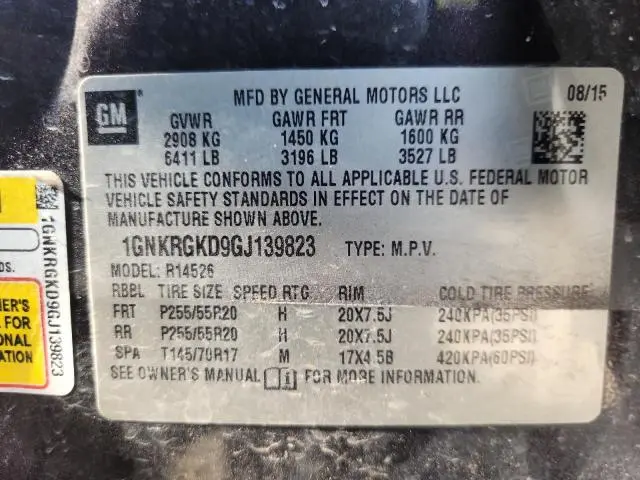 GM
MFD BY GENERAL MOTORS LLC 08/15
GVWR GAWR FRT GAWR RR
2908 KG 1450 KG 1600 KG
6411 LB 3196 LB 3527 LB
THIS VEHICLE CONFORMS TO ALL APPLICABLE U.S. FEDERAL MOTOR
VEHICLE SAFETY STANDARDS IN EFFECT ON THE DATE OF
MANUFACTURE SHOWN ABOVE.
1GNKRGKD9GJ139823 TYPE: M.P.V.
MODEL: R14526
RBBL TIRE SIZE SPEED RTG RIM COLD TIRE PRESSURE
FRT P255/55R20 H 20X7.5J 240KPA(35PSI)
RR P255/55R20 H 20X7.5J 240KPA(35PSI)
SPA T145/70R17 M 17X4.5B 420KPA(60PSI)
SEE OWNER'S MANUAL FOR MORE INFORMATION.
1GNKRGKD9GJ139823
DS.
WNER'S
FOR
ONAL